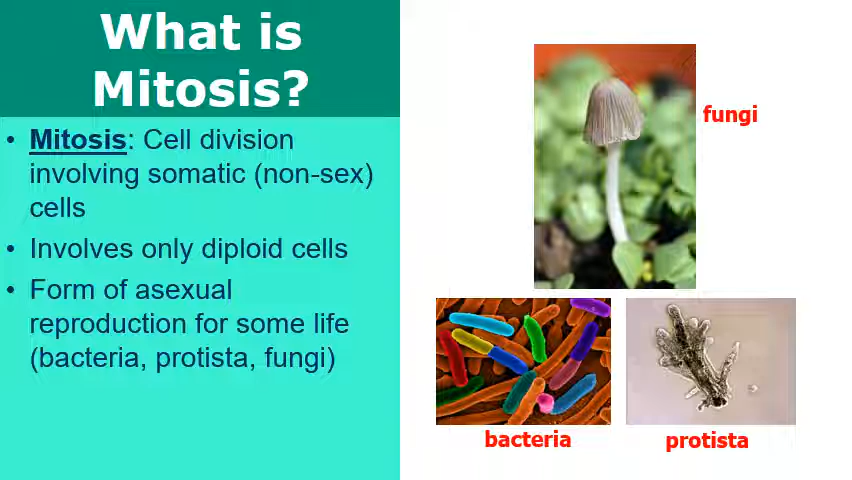 What is
Mitosis?
• Mitosis: Cell division
involving somatic (non-sex)
cells
• Involves only diploid cells
• Form of asexual
reproduction for some life
(bacteria, protista, fungi)
fungi
bacteria
protista